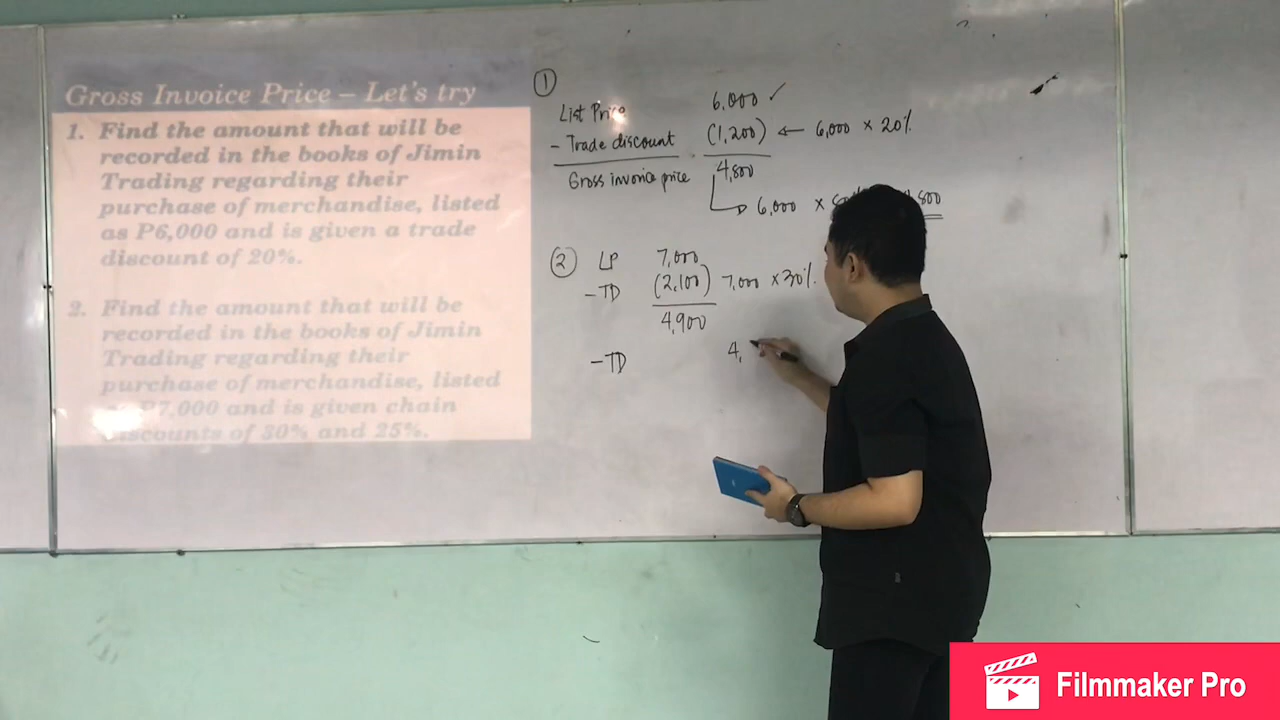 Gross Invoice Price – Let's try
1. Find the amount that will be
recorded in the books of Jimin
Trading regarding their
purchase of merchandise, listed
as P6,000 and is given a trade
discount of 20%.
2. Find the amount that will be
recorded in the books of Jimin
Trading regarding their
purchase of merchandise, listed
P7,000 and is given chain
discounts of 30% and 25%.
1
List Price 6,000 ✓
- Trade discount (1,200) ← 6,000 × 20%
Gross invoice price 4,800
6,000 × 800
2 LP 7,000
- TD (2,100) 7,000 × 30%
4,900
- TD 4,
Filmmaker Pro